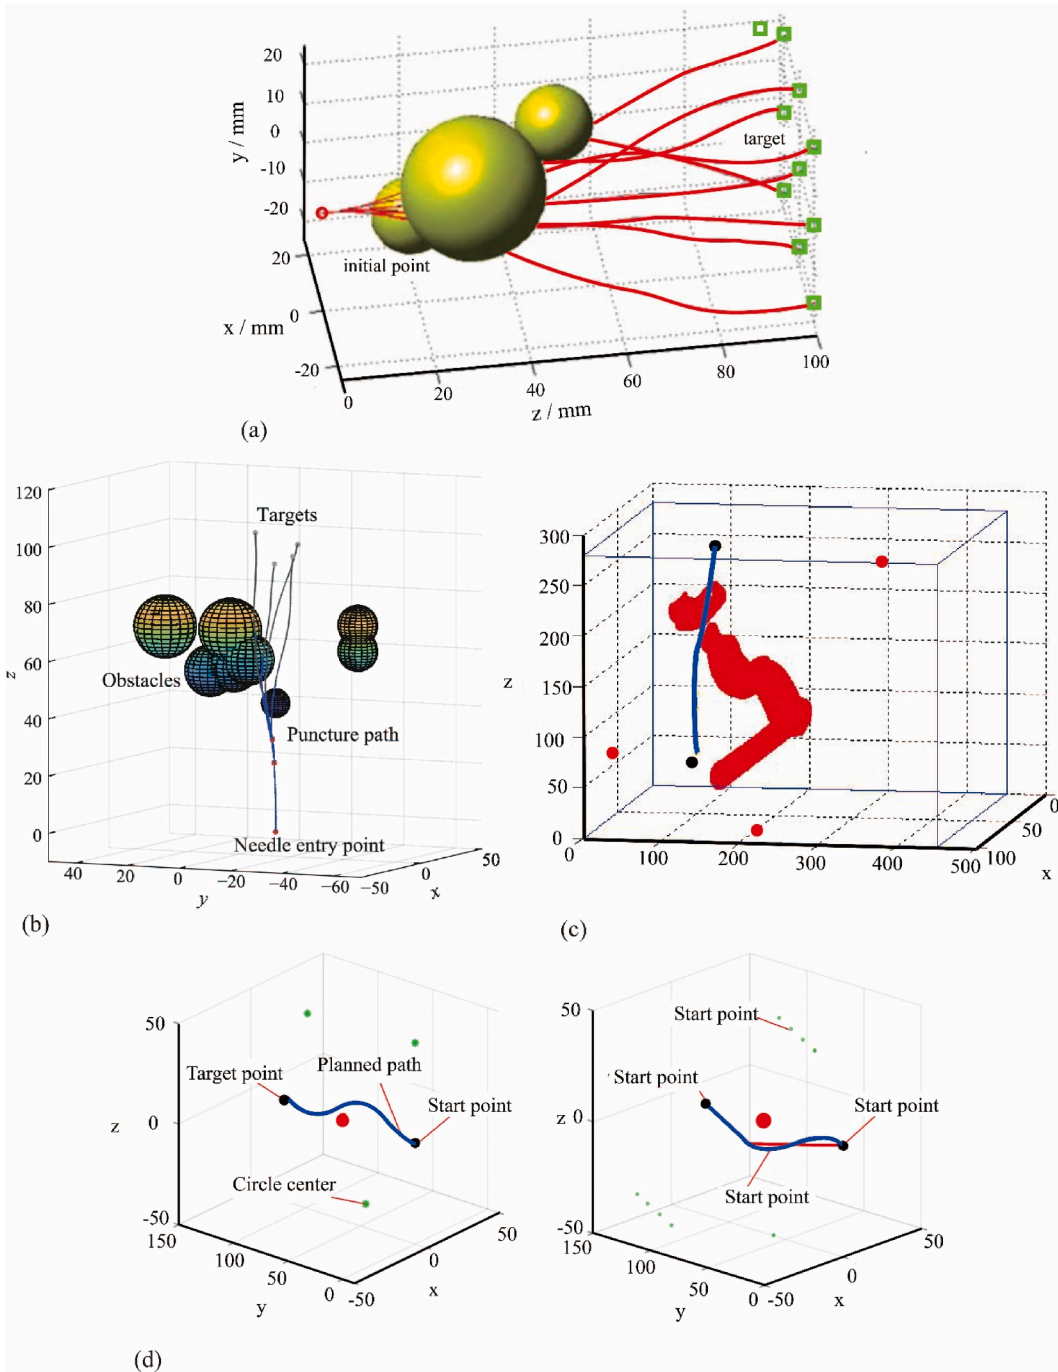 20
10
0
-10
-20
y / mm
20
0
-20
x / mm
initial point
target
0
20
40
60
80
100
z / mm
(a)
120
100
80
60
40
20
0
z
Targets
Obstacles
Puncture path
Needle entry point
40
20
0
−20
−40
−60
y
−50
0
50
x
(b)
300
250
200
150
100
50
0
z
0
100
200
300
400
500
100
50
0
x
(c)
50
0
-50
z
Target point
Planned path
Start point
Circle center
150
100
50
0
y
-50
0
50
x
50
0
-50
z
Start point
Start point
Start point
Start point
150
100
50
0
y
-50
0
50
x
(d)